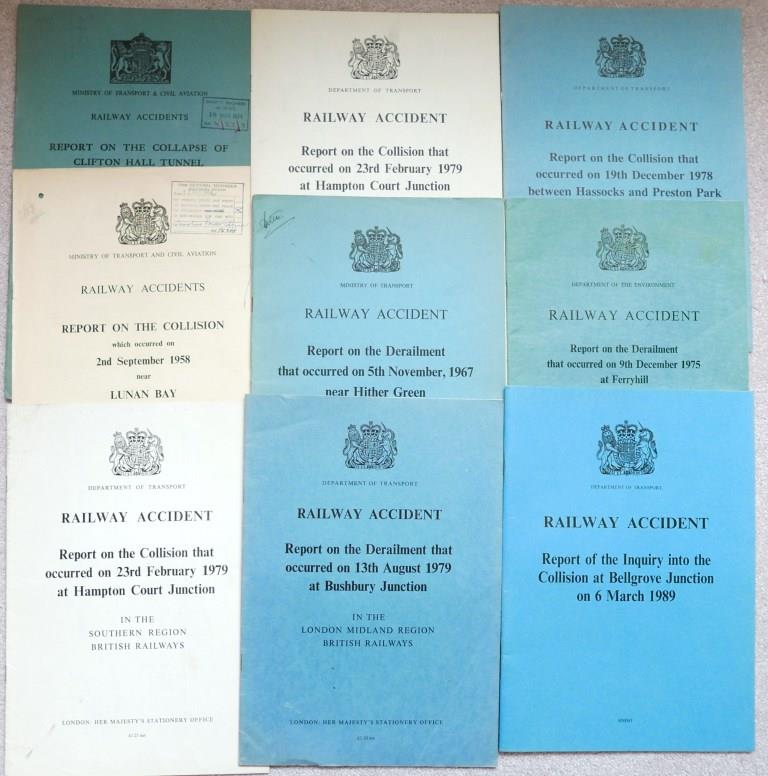 MINISTRY OF TRANSPORT & CIVIL AVIATION
RAILWAY ACCIDENTS
REPORT ON THE COLLAPSE OF
CLIFTON HALL TUNNEL
DEPARTMENT OF TRANSPORT
RAILWAY ACCIDENT
Report on the Collision that
occurred on 23rd February 1979
at Hampton Court Junction
DEPARTMENT OF TRANSPORT
RAILWAY ACCIDENT
Report on the Collision that
occurred on 19th December 1978
between Hassocks and Preston Park
MINISTRY OF TRANSPORT AND CIVIL AVIATION
RAILWAY ACCIDENTS
REPORT ON THE COLLISION
which occurred on
2nd September 1958
near
LUNAN BAY
MINISTRY OF TRANSPORT
RAILWAY ACCIDENT
Report on the Derailment
that occurred on 5th November, 1967
near Hither Green
DEPARTMENT OF THE ENVIRONMENT
RAILWAY ACCIDENT
Report on the Derailment
that occurred on 9th December 1975
at Ferryhill
DEPARTMENT OF TRANSPORT
RAILWAY ACCIDENT
Report on the Collision that
occurred on 23rd February 1979
at Hampton Court Junction
IN THE
SOUTHERN REGION
BRITISH RAILWAYS
LONDON: HER MAJESTY'S STATIONERY OFFICE
DEPARTMENT OF TRANSPORT
RAILWAY ACCIDENT
Report on the Derailment that
occurred on 13th August 1979
at Bushbury Junction
IN THE
LONDON MIDLAND REGION
BRITISH RAILWAYS
LONDON: HER MAJESTY'S STATIONERY OFFICE
DEPARTMENT OF TRANSPORT
RAILWAY ACCIDENT
Report of the Inquiry into the
Collision at Bellgrove Junction
on 6 March 1989
HMSO